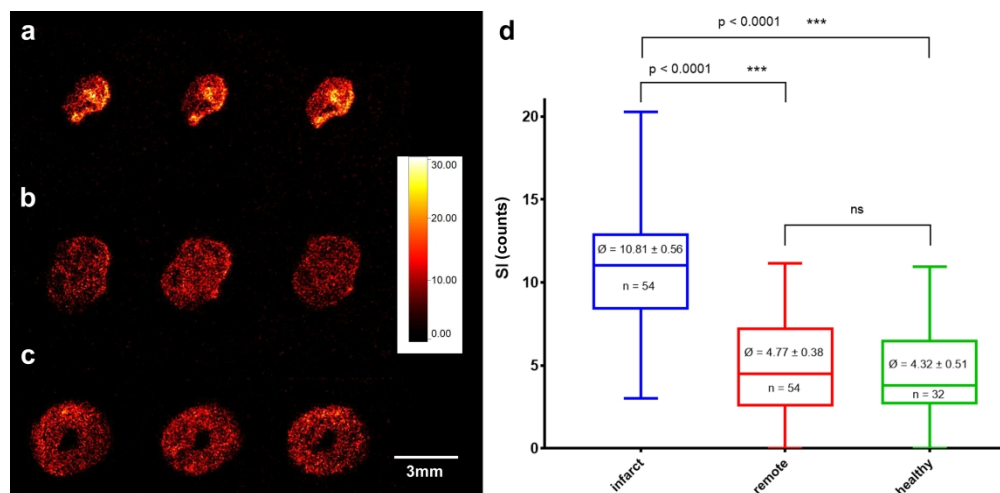 a
b
c
30.00
20.00
10.00
0.00
3mm
d
p < 0.0001 ***
p < 0.0001 ***
ns
SI (counts)
20
15
10
5
0
Ø = 10.81 ± 0.56
n = 54
Ø = 4.77 ± 0.38
n = 54
Ø = 4.32 ± 0.51
n = 32
infarct
remote
healthy